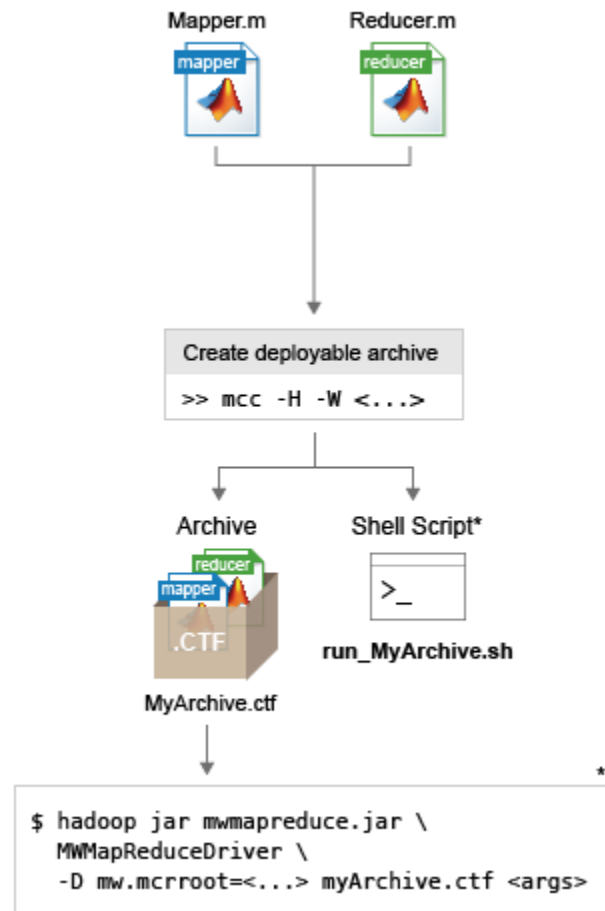 Mapper.m
Reducer.m
mapper
reducer
Create deployable archive
>> mcc -H -W <...>
Archive
Shell Script*
reducer
mapper
.CTF
>_
run_MyArchive.sh
MyArchive.ctf
*
$ hadoop jar mwmapreduce.jar \
MWMapReduceDriver \
-D mw.mcrroot=<...> myArchive.ctf <args>